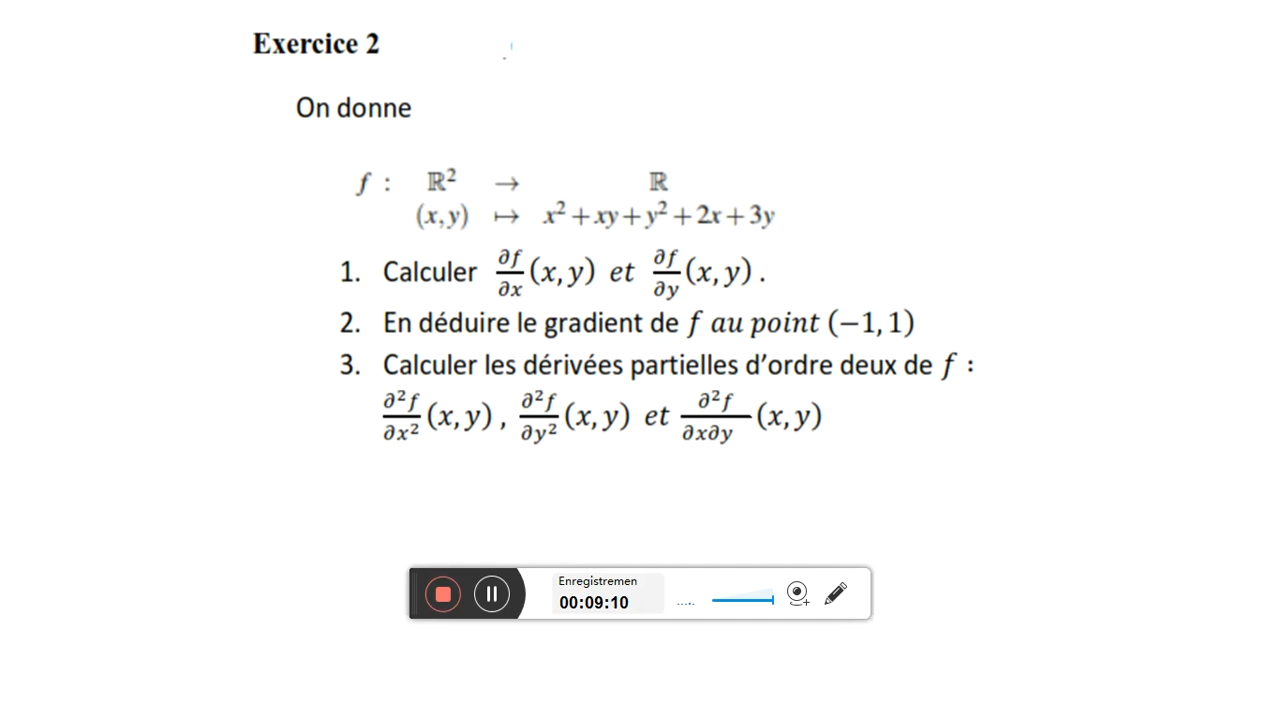 Exercice 2
On donne
f : ℝ² → ℝ
(x,y) ↦ x²+xy+y²+2x+3y
1. Calculer ∂f/∂x (x, y) et ∂f/∂y (x, y) .
2. En déduire le gradient de f au point (−1, 1)
3. Calculer les dérivées partielles d’ordre deux de f :
∂²f/∂x² (x, y) , ∂²f/∂y² (x, y) et ∂²f/∂x∂y (x, y)
Enregistremen
00:09:10